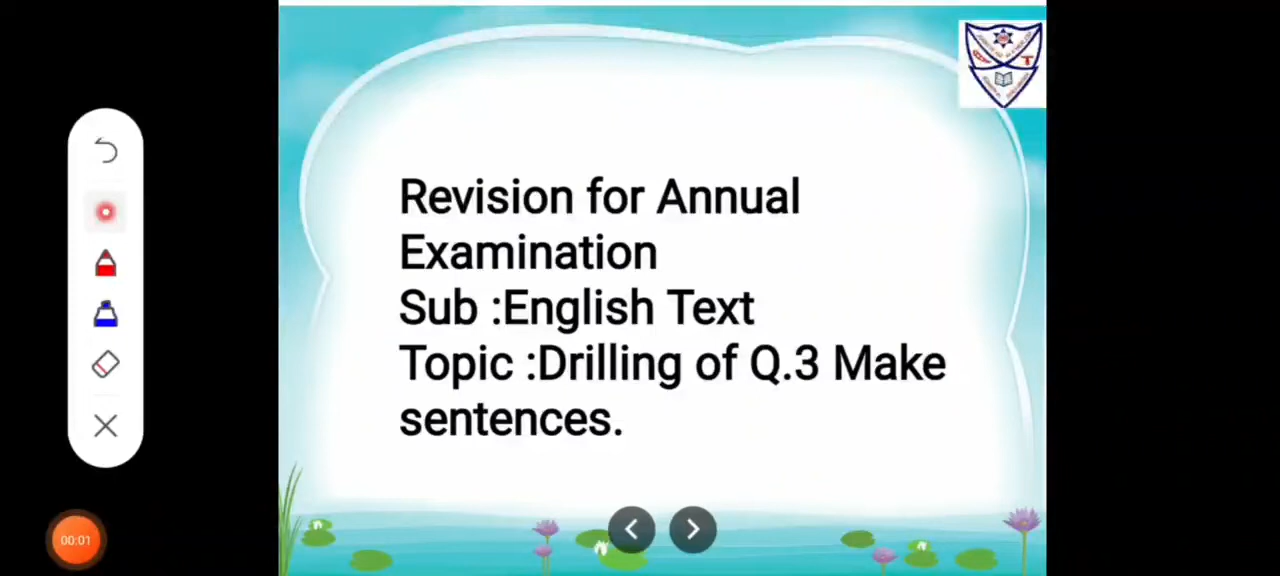 Revision for Annual
Examination
Sub :English Text
Topic :Drilling of Q.3 Make
sentences.
00:01